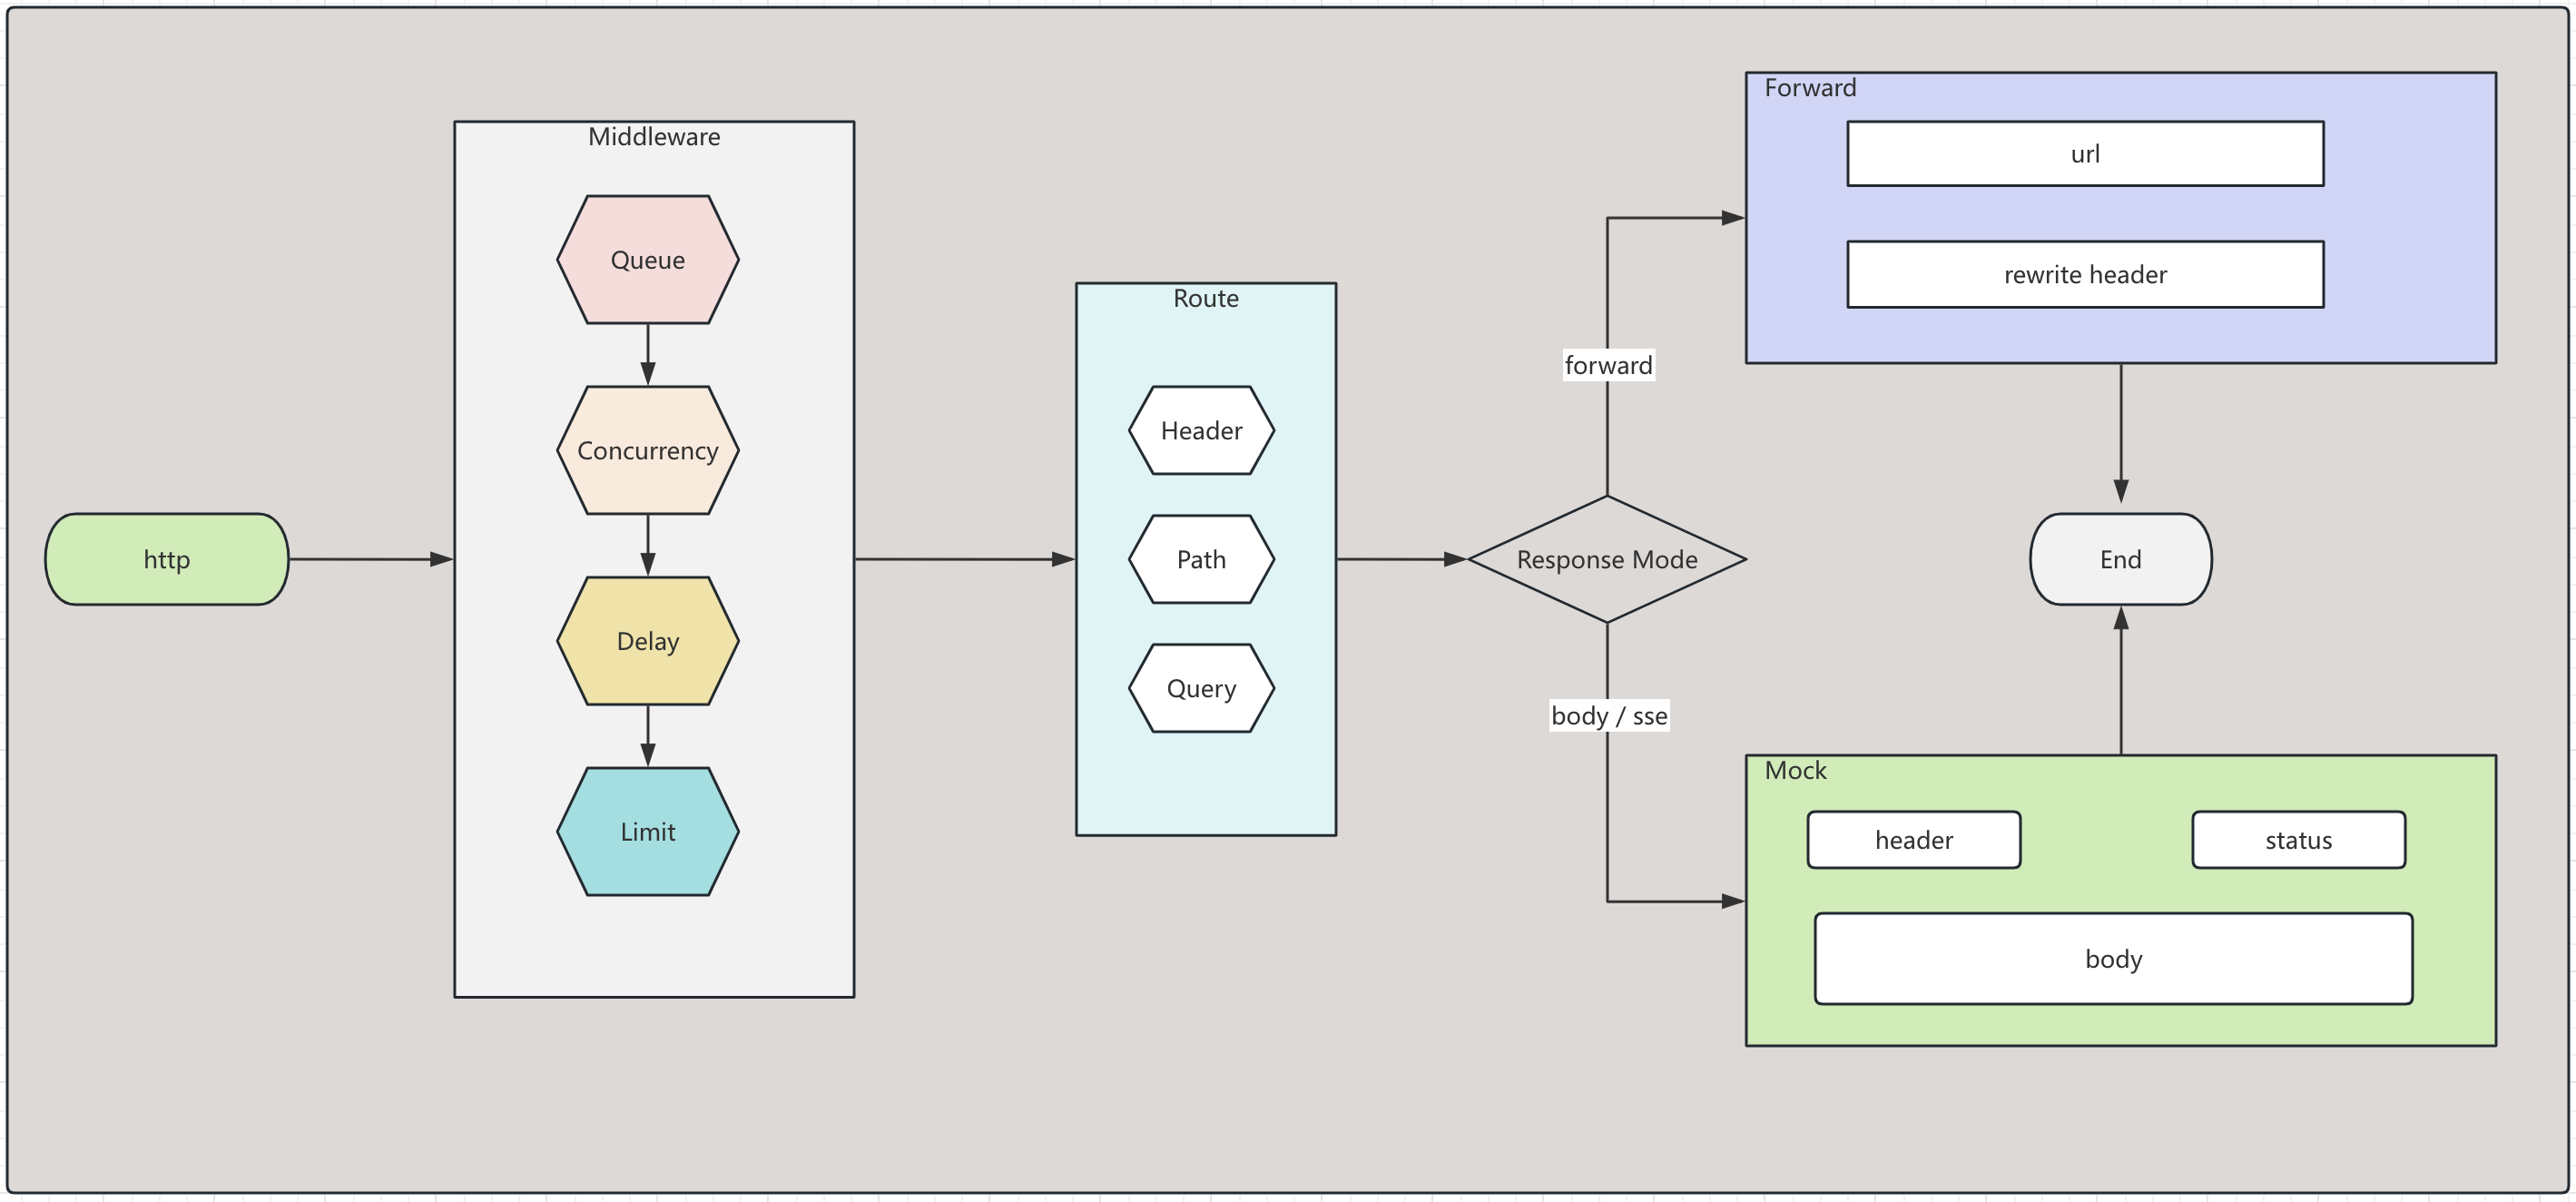 http
Middleware
Queue
Concurrency
Delay
Limit
Route
Header
Path
Query
Response Mode
forward
body / sse
Forward
url
rewrite header
End
Mock
header
status
body